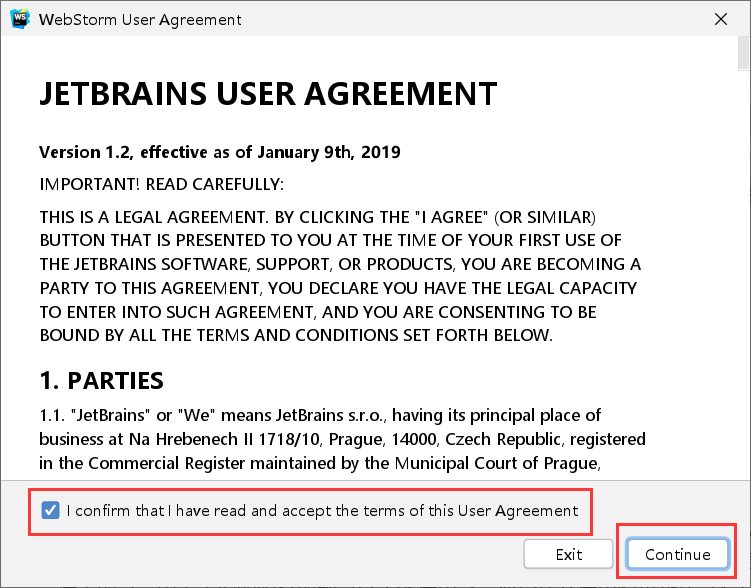 WS
WebStorm User Agreement
JETBRAINS USER AGREEMENT
Version 1.2, effective as of January 9th, 2019
IMPORTANT! READ CAREFULLY:
THIS IS A LEGAL AGREEMENT. BY CLICKING THE "I AGREE" (OR SIMILAR)
BUTTON THAT IS PRESENTED TO YOU AT THE TIME OF YOUR FIRST USE OF
THE JETBRAINS SOFTWARE, SUPPORT, OR PRODUCTS, YOU ARE BECOMING A
PARTY TO THIS AGREEMENT, YOU DECLARE YOU HAVE THE LEGAL CAPACITY
TO ENTER INTO SUCH AGREEMENT, AND YOU ARE CONSENTING TO BE
BOUND BY ALL THE TERMS AND CONDITIONS SET FORTH BELOW.
1. PARTIES
1.1. "JetBrains" or "We" means JetBrains s.r.o., having its principal place of
business at Na Hrebenech II 1718/10, Prague, 14000, Czech Republic, registered
in the Commercial Register maintained by the Municipal Court of Prague,
I confirm that I have read and accept the terms of this User Agreement
Exit
Continue